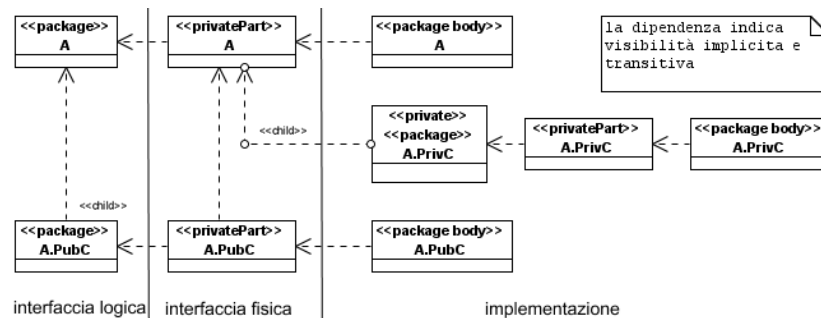 <<package>>
A
<<privatePart>>
A
<<package body>>
A
la dipendenza indica
visibilità implicita e
transitiva
<<child>>
<<private>>
<<package>>
A.PrivC
<<privatePart>>
A.PrivC
<<package body>>
A.PrivC
<<child>>
<<package>>
A.PubC
<<privatePart>>
A.PubC
<<package body>>
A.PubC
interfaccia logica
interfaccia fisica
implementazione